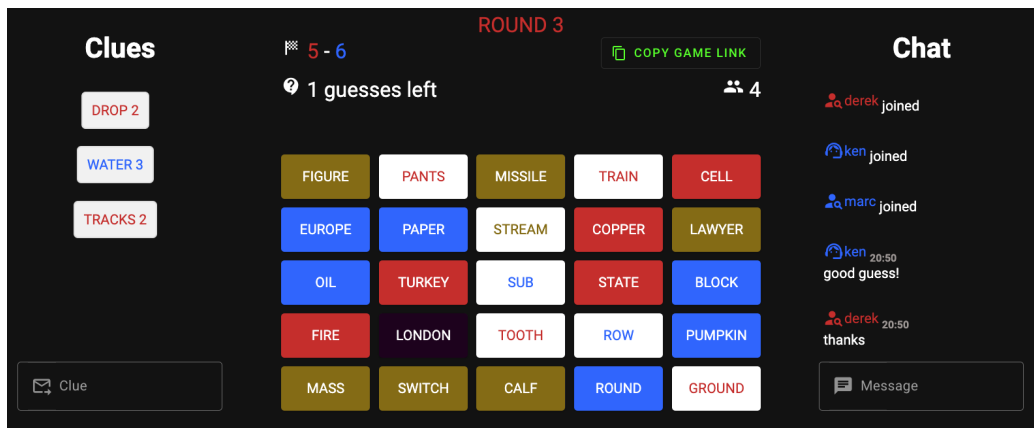 ROUND 3
Clues
DROP 2
WATER 3
TRACKS 2
Clue
5 - 6
COPY GAME LINK
1 guesses left
4
FIGURE PANTS MISSILE TRAIN CELL
EUROPE PAPER STREAM COPPER LAWYER
OIL TURKEY SUB STATE BLOCK
FIRE LONDON TOOTH ROW PUMPKIN
MASS SWITCH CALF ROUND GROUND
Chat
derek joined
ken joined
marc joined
ken 20:50
good guess!
derek 20:50
thanks
Message